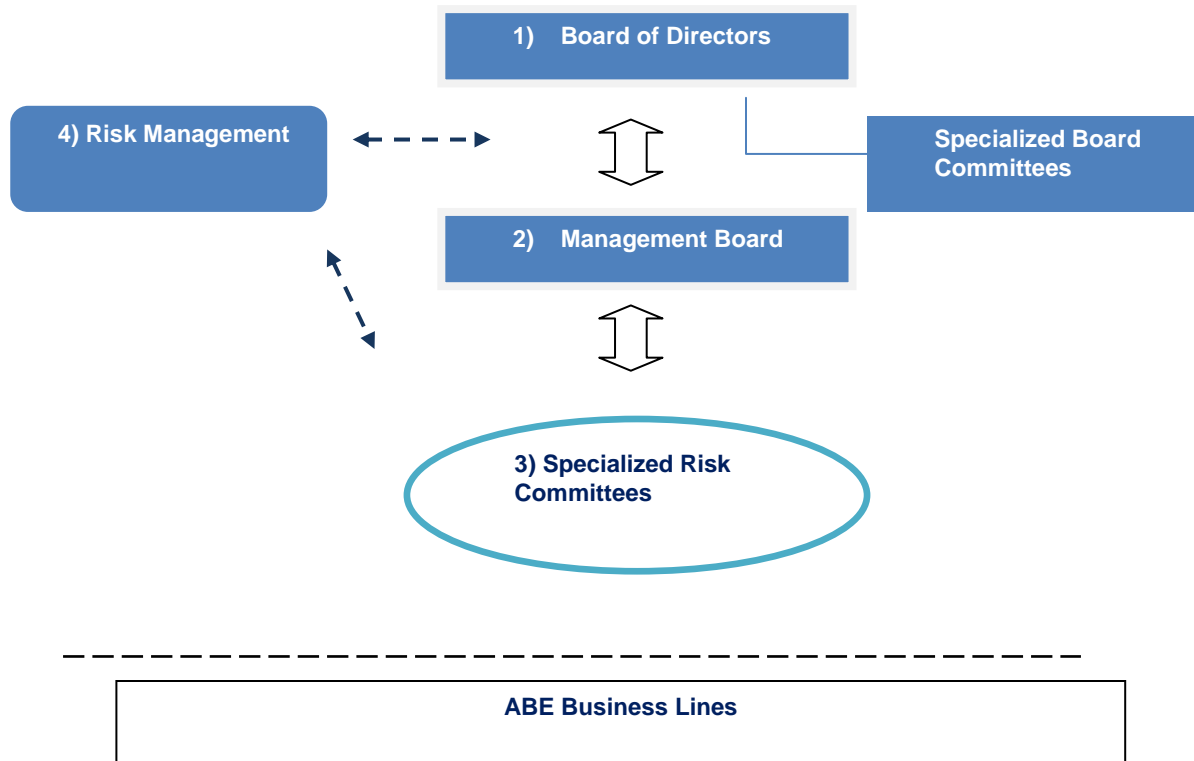 1) Board of Directors
4) Risk Management
Specialized Board
Committees
2) Management Board
3) Specialized Risk
Committees
ABE Business Lines